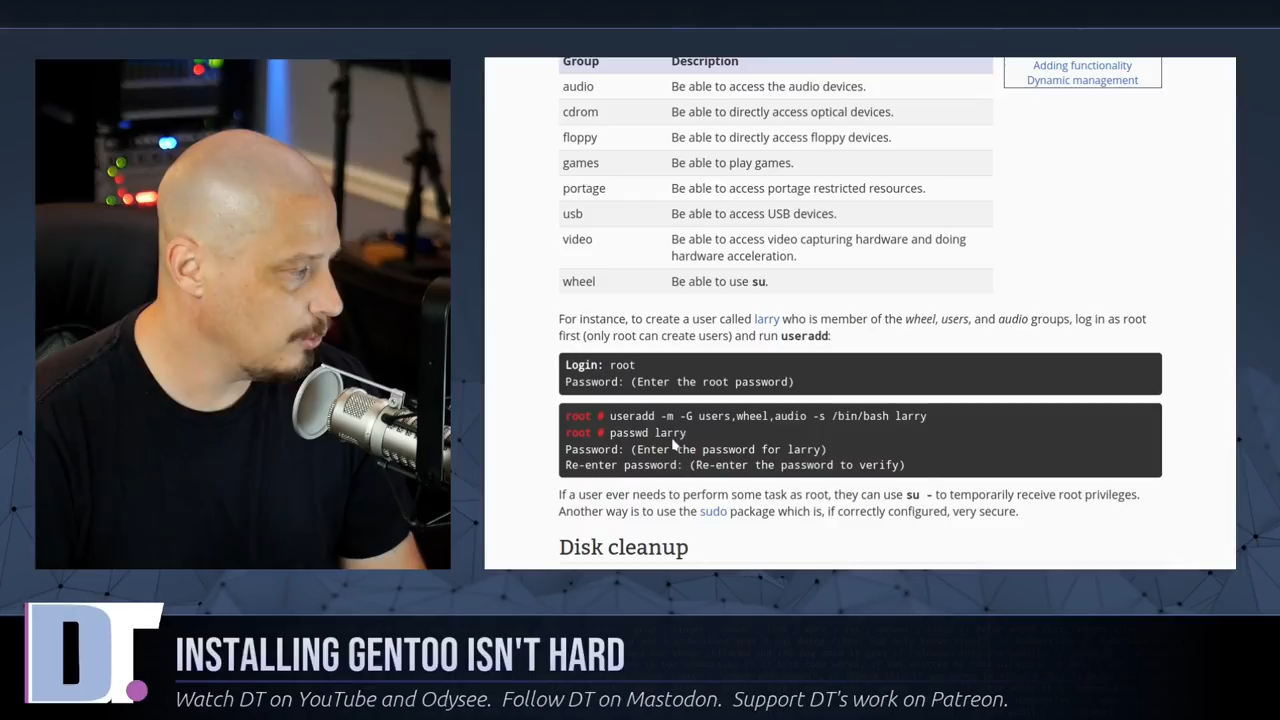 Group Description
audio Be able to access the audio devices.
cdrom Be able to directly access optical devices.
floppy Be able to directly access floppy devices.
games Be able to play games.
portage Be able to access portage restricted resources.
usb Be able to access USB devices.
video Be able to access video capturing hardware and doing
hardware acceleration.
wheel Be able to use su.
Adding functionality
Dynamic management
For instance, to create a user called larry who is member of the wheel, users, and audio groups, log in as root
first (only root can create users) and run useradd:
Login: root
Password: (Enter the root password)
root # useradd -m -G users,wheel,audio -s /bin/bash larry
root # passwd larry
Password: (Enter the password for larry)
Re-enter password: (Re-enter the password to verify)
If a user ever needs to perform some task as root, they can use su - to temporarily receive root privileges.
Another way is to use the sudo package which is, if correctly configured, very secure.
Disk cleanup
DT.
INSTALLING GENTOO ISN'T HARD
Watch DT on YouTube and Odysee. Follow DT on Mastodon. Support DT's work on Patreon.